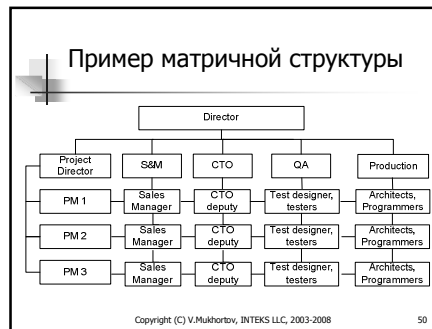 Пример матричной структуры
Director
Project Director
S&M
CTO
QA
Production
PM 1
Sales Manager
CTO deputy
Test designer, testers
Architects, Programmers
PM 2
Sales Manager
CTO deputy
Test designer, testers
Architects, Programmers
PM 3
Sales Manager
CTO deputy
Test designer, testers
Architects, Programmers
Copyright (C) V.Mukhortov, INTEKS LLC, 2003-2008
50